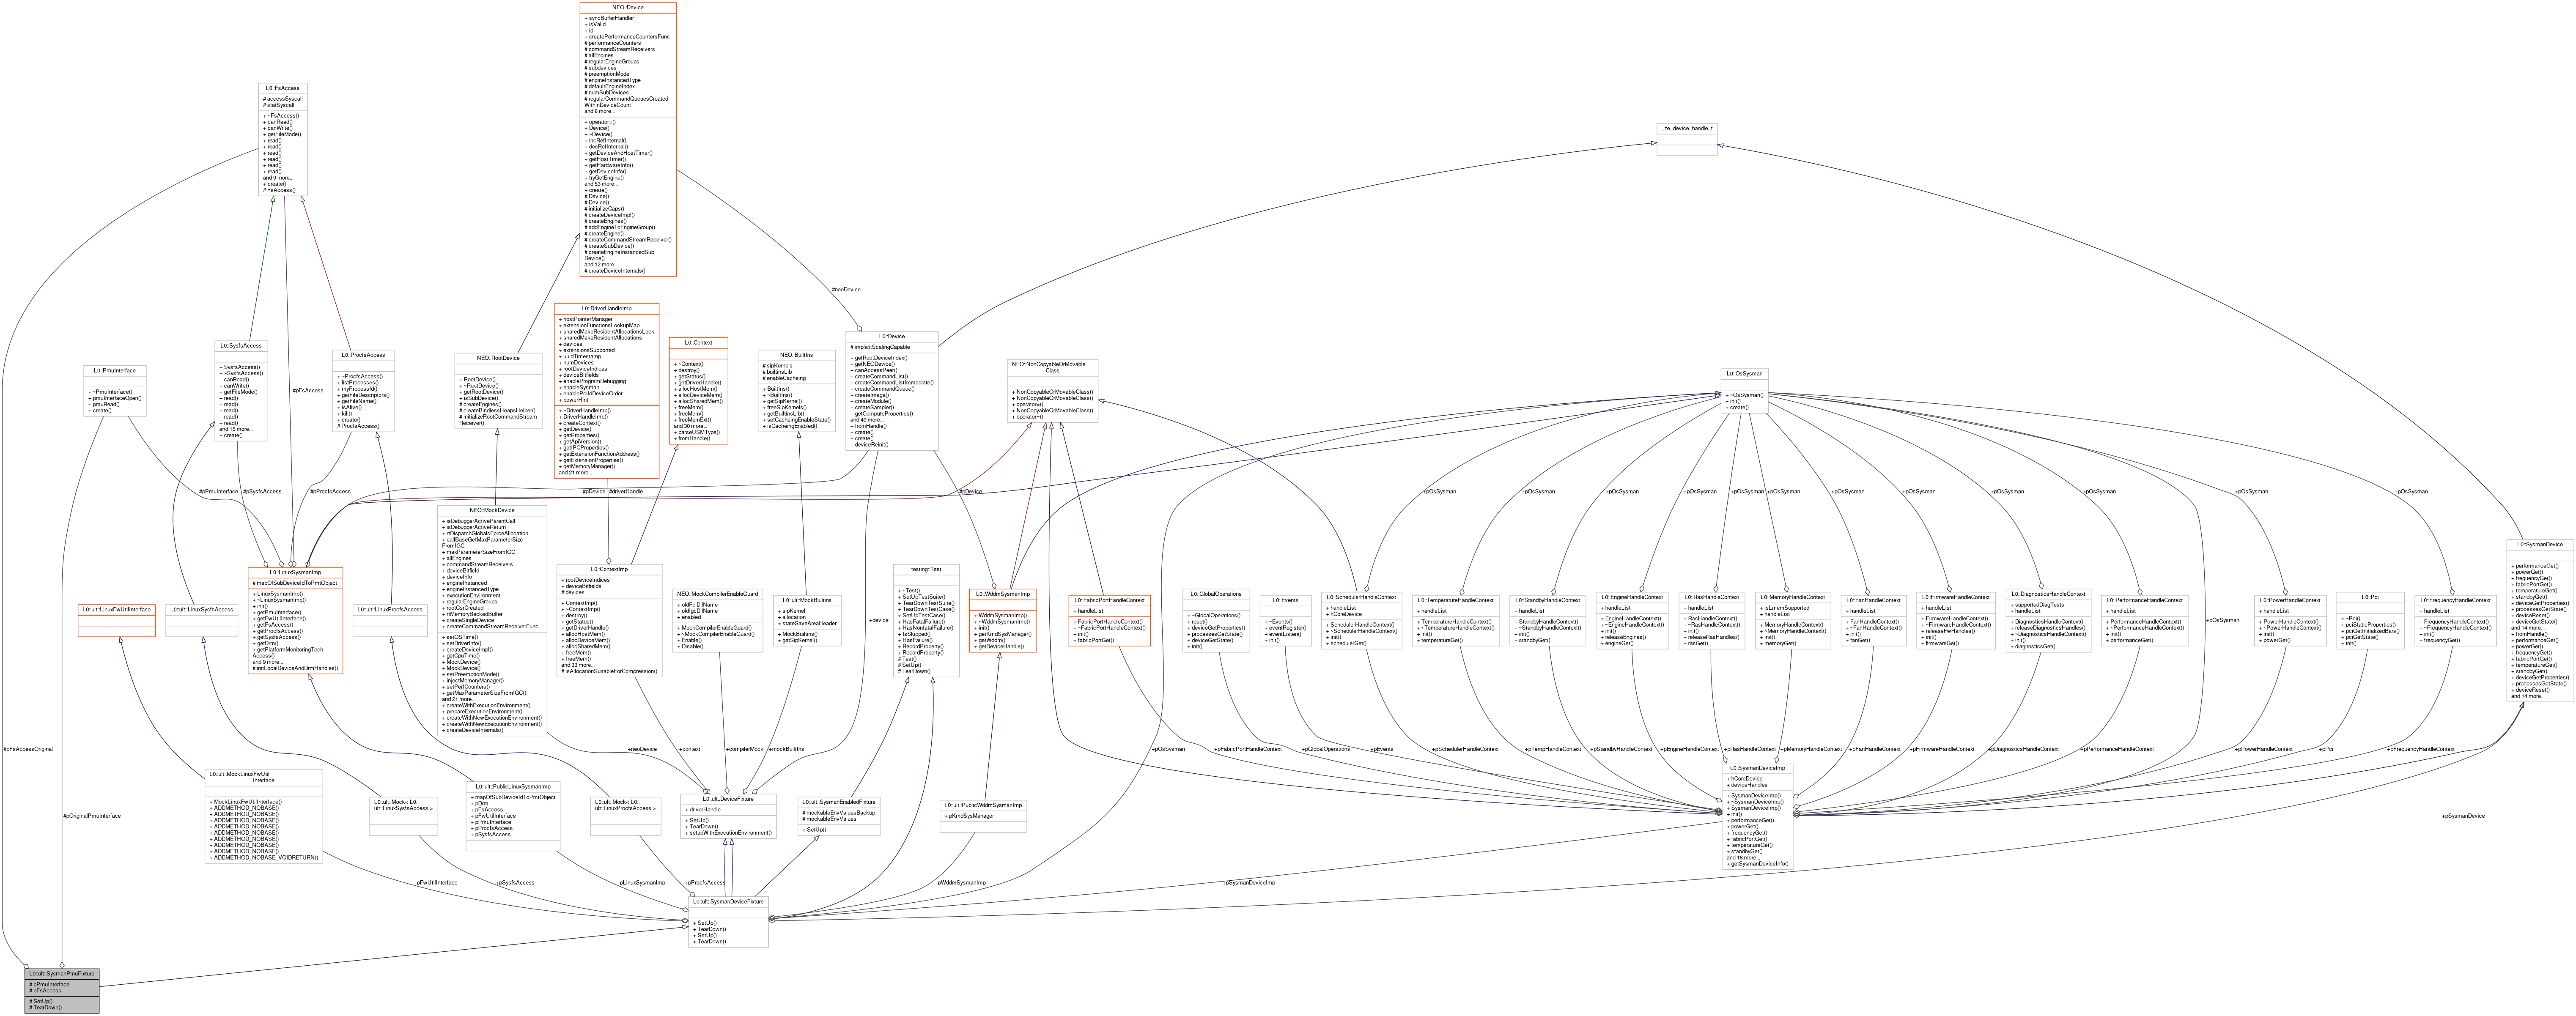 NEO::Device
+ syncBufferHandler
+ isValid
+ id
+ createPerformanceCountersFunc
# performanceCounters
# commandStreamReceivers
# allEngines
# regularEngineGroups
# subdevices
# preemptionMode
# engineInstancedType
# defaultEngineIndex
# numSubDevices
# regularCommandQueuesCreated
WithinDeviceCount
and 8 more...
+ operator=()
+ Device()
+ ~Device()
+ incRefInternal()
+ decRefInternal()
+ getDeviceAndHostTimer()
+ getHostTimer()
+ getHardwareInfo()
+ getDeviceInfo()
+ tryGetEngine()
and 53 more...
+ create()
# Device()
# Device()
# initializeCaps()
# createDeviceImpl()
# createEngines()
# addEngineToEngineGroup()
# createEngine()
# createCommandStreamReceiver()
# createSubDevice()
# createEngineInstancedSub
Device()
and 12 more...
# createDeviceInternals()
L0::FsAccess
# accessSyscall
# statSyscall
+ ~FsAccess()
+ canRead()
+ canWrite()
+ getFileMode()
+ read()
+ read()
+ read()
+ read()
+ read()
+ read()
and 9 more...
+ create()
# FsAccess()
_ze_device_handle_t
#neoDevice
L0::DriverHandleImp
+ hostPointerManager
+ extensionFunctionsLookupMap
+ sharedMakeResidentAllocationsLock
+ sharedMakeResidentAllocations
+ devices
+ extensionsSupported
+ uuidTimestamp
+ numDevices
+ rootDeviceIndices
+ deviceBitfields
+ enableProgramDebugging
+ enableSysman
+ enablePciIdDeviceOrder
+ powerHint
+ ~DriverHandleImp()
+ DriverHandleImp()
+ createContext()
+ getDevice()
+ getProperties()
+ getApiVersion()
+ getIPCProperties()
+ getExtensionFunctionAddress()
+ getExtensionProperties()
+ getMemoryManager()
and 21 more...
L0::Context
+ ~Context()
+ destroy()
+ getStatus()
+ getDriverHandle()
+ allocHostMem()
+ allocDeviceMem()
+ allocSharedMem()
+ freeMem()
+ freeMem()
+ freeMemExt()
and 30 more...
+ parseUSMType()
+ fromHandle()
NEO::BuiltIns
# sipKernels
# builtinsLib
# enableCacheing
+ BuiltIns()
+ ~BuiltIns()
+ getSipKernel()
+ freeSipKernels()
+ getBuiltinsLib()
+ setCacheingEnableState()
+ isCacheingEnabled()
L0::Device
# implicitScalingCapable
+ getRootDeviceIndex()
+ getNEODevice()
+ canAccessPeer()
+ createCommandList()
+ createCommandListImmediate()
+ createCommandQueue()
+ createImage()
+ createModule()
+ createSampler()
+ getComputeProperties()
and 49 more...
+ fromHandle()
+ create()
+ create()
+ deviceReinit()
NEO::NonCopyableOrMovable
Class
+ NonCopyableOrMovableClass()
+ NonCopyableOrMovableClass()
+ operator=()
+ NonCopyableOrMovableClass()
+ operator=()
L0::OsSysman
+ ~OsSysman()
+ init()
+ create()
L0::SysfsAccess
+ SysfsAccess()
+ ~SysfsAccess()
+ canRead()
+ canWrite()
+ getFileMode()
+ read()
+ read()
+ read()
+ read()
+ read()
and 15 more...
+ create()
L0::ProcfsAccess
+ ~ProcfsAccess()
+ listProcesses()
+ myProcessId()
+ getFileDescriptors()
+ getFileName()
+ isAlive()
+ kill()
+ create()
# ProcfsAccess()
NEO::RootDevice
+ RootDevice()
+ ~RootDevice()
+ getRootDevice()
+ isSubDevice()
# createEngines()
# createBindlessHeapsHelper()
# initializeRootCommandStream
Receiver()
L0::PmuInterface
+ ~PmuInterface()
+ pmuInterfaceOpen()
+ pmuRead()
+ create()
#pFsAccess
#pPmuInterface
#pSysfsAccess
#pProcfsAccess
#pDevice
#driverHandle
#pDevice
+pOsSysman
+pOsSysman
+pOsSysman
+pOsSysman
+pOsSysman
+pOsSysman
+pOsSysman
+pOsSysman
+pOsSysman
+pOsSysman
+pOsSysman
+pOsSysman
NEO::MockDevice
+ isDebuggerActiveParentCall
+ isDebuggerActiveReturn
+ rtDispatchGlobalsForceAllocation
+ callBaseGetMaxParameterSize
FromIGC
+ maxParameterSizeFromIGC
+ allEngines
+ commandStreamReceivers
+ deviceBitfield
+ deviceInfo
+ engineInstanced
+ engineInstancedType
+ executionEnvironment
+ regularEngineGroups
+ rootCsrCreated
+ rtMemoryBackedBuffer
+ createSingleDevice
+ createCommandStreamReceiverFunc
+ setOSTime()
+ setDriverInfo()
+ createDeviceImpl()
+ getCpuTime()
+ MockDevice()
+ MockDevice()
+ setPreemptionMode()
+ injectMemoryManager()
+ setPerfCounters()
+ getMaxParameterSizeFromIGC()
and 21 more...
+ createWithExecutionEnvironment()
+ prepareExecutionEnvironment()
+ createWithNewExecutionEnvironment()
+ createWithNewExecutionEnvironment()
+ createDeviceInternals()
L0::LinuxSysmanImp
# mapOfSubDeviceIdToPmtObject
+ LinuxSysmanImp()
+ ~LinuxSysmanImp()
+ init()
+ getPmuInterface()
+ getFwUtilInterface()
+ getFsAccess()
+ getProcfsAccess()
+ getSysfsAccess()
+ getDrm()
+ getPlatformMonitoringTech
Access()
and 9 more...
# initLocalDeviceAndDrmHandles()
L0::ult::LinuxFwUtilInterface
L0::ult::LinuxSysfsAccess
L0::ult::LinuxProcfsAccess
L0::ContextImp
+ rootDeviceIndices
+ deviceBitfields
# devices
+ ContextImp()
+ ~ContextImp()
+ destroy()
+ getStatus()
+ getDriverHandle()
+ allocHostMem()
+ allocDeviceMem()
+ allocSharedMem()
+ freeMem()
+ freeMem()
and 33 more...
# isAllocationSuitableForCompression()
NEO::MockCompilerEnableGuard
+ oldFclDllName
+ oldIgcDllName
+ enabled
+ MockCompilerEnableGuard()
+ ~MockCompilerEnableGuard()
+ Enable()
+ Disable()
L0::ult::MockBuiltins
+ sipKernel
+ allocation
+ stateSaveAreaHeader
+ MockBuiltins()
+ getSipKernel()
+device
testing::Test
+ ~Test()
+ SetUpTestSuite()
+ TearDownTestSuite()
+ TearDownTestCase()
+ SetUpTestCase()
+ HasFatalFailure()
+ HasNonfatalFailure()
+ IsSkipped()
+ HasFailure()
+ RecordProperty()
+ RecordProperty()
# Test()
# SetUp()
# TearDown()
L0::WddmSysmanImp
+ WddmSysmanImp()
+ ~WddmSysmanImp()
+ init()
+ getKmdSysManager()
+ getWddm()
+ getDeviceHandle()
L0::FabricPortHandleContext
+ handleList
+ FabricPortHandleContext()
+ ~FabricPortHandleContext()
+ init()
+ fabricPortGet()
L0::GlobalOperations
+ ~GlobalOperations()
+ reset()
+ deviceGetProperties()
+ processesGetState()
+ deviceGetState()
+ init()
L0::Events
+ ~Events()
+ eventRegister()
+ eventListen()
+ init()
L0::SchedulerHandleContext
+ handleList
+ hCoreDevice
+ SchedulerHandleContext()
+ ~SchedulerHandleContext()
+ init()
+ schedulerGet()
L0::TemperatureHandleContext
+ handleList
+ TemperatureHandleContext()
+ ~TemperatureHandleContext()
+ init()
+ temperatureGet()
L0::StandbyHandleContext
+ handleList
+ StandbyHandleContext()
+ ~StandbyHandleContext()
+ init()
+ standbyGet()
L0::EngineHandleContext
+ handleList
+ EngineHandleContext()
+ ~EngineHandleContext()
+ init()
+ releaseEngines()
+ engineGet()
L0::RasHandleContext
+ handleList
+ RasHandleContext()
+ ~RasHandleContext()
+ init()
+ releaseRasHandles()
+ rasGet()
L0::MemoryHandleContext
+ isLmemSupported
+ handleList
+ MemoryHandleContext()
+ ~MemoryHandleContext()
+ init()
+ memoryGet()
L0::FanHandleContext
+ handleList
+ FanHandleContext()
+ ~FanHandleContext()
+ init()
+ fanGet()
L0::FirmwareHandleContext
+ handleList
+ FirmwareHandleContext()
+ ~FirmwareHandleContext()
+ releaseFwHandles()
+ init()
+ firmwareGet()
L0::DiagnosticsHandleContext
+ supportedDiagTests
+ handleList
+ DiagnosticsHandleContext()
+ releaseDiagnosticsHandles()
+ ~DiagnosticsHandleContext()
+ init()
+ diagnosticsGet()
L0::PerformanceHandleContext
+ handleList
+ PerformanceHandleContext()
+ ~PerformanceHandleContext()
+ init()
+ performanceGet()
+pOsSysman
L0::PowerHandleContext
+ handleList
+ PowerHandleContext()
+ ~PowerHandleContext()
+ init()
+ powerGet()
L0::Pci
+ ~Pci()
+ pciStaticProperties()
+ pciGetInitializedBars()
+ pciGetState()
+ init()
L0::FrequencyHandleContext
+ handleList
+ FrequencyHandleContext()
+ ~FrequencyHandleContext()
+ init()
+ frequencyGet()
L0::SysmanDevice
+ performanceGet()
+ powerGet()
+ frequencyGet()
+ fabricPortGet()
+ temperatureGet()
+ standbyGet()
+ deviceGetProperties()
+ processesGetState()
+ deviceReset()
+ deviceGetState()
and 14 more...
+ fromHandle()
+ performanceGet()
+ powerGet()
+ frequencyGet()
+ fabricPortGet()
+ temperatureGet()
+ standbyGet()
+ deviceGetProperties()
+ processesGetState()
+ deviceReset()
and 14 more...
#pFsAccessOriginal
+neoDevice
+context
+compilerMock
+mockBuiltIns
+pOsSysman
+pFabricPortHandleContext
+pGlobalOperations
+pEvents
+pSchedulerHandleContext
+pTempHandleContext
+pStandbyHandleContext
+pEngineHandleContext
+pRasHandleContext
+pMemoryHandleContext
+pFanHandleContext
+pFirmwareHandleContext
+pDiagnosticsHandleContext
+pPerformanceHandleContext
+pPowerHandleContext
+pPci
+pFrequencyHandleContext
L0::ult::MockLinuxFwUtil
Interface
+ MockLinuxFwUtilInterface()
+ ADDMETHOD_NOBASE()
+ ADDMETHOD_NOBASE()
+ ADDMETHOD_NOBASE()
+ ADDMETHOD_NOBASE()
+ ADDMETHOD_NOBASE()
+ ADDMETHOD_NOBASE()
+ ADDMETHOD_NOBASE()
+ ADDMETHOD_NOBASE()
+ ADDMETHOD_NOBASE_VOIDRETURN()
L0::ult::Mock< L0::
ult::LinuxSysfsAccess >
L0::ult::PublicLinuxSysmanImp
+ mapOfSubDeviceIdToPmtObject
+ pDrm
+ pFsAccess
+ pFwUtilInterface
+ pPmuInterface
+ pProcfsAccess
+ pSysfsAccess
L0::ult::Mock< L0::
ult::LinuxProcfsAccess >
L0::ult::DeviceFixture
+ driverHandle
+ SetUp()
+ TearDown()
+ setupWithExecutionEnvironment()
L0::ult::SysmanEnabledFixture
# mockableEnvValuesBackup
# mockableEnvValues
+ SetUp()
L0::ult::PublicWddmSysmanImp
+ pKmdSysManager
L0::SysmanDeviceImp
+ hCoreDevice
+ deviceHandles
+ SysmanDeviceImp()
+ ~SysmanDeviceImp()
+ SysmanDeviceImp()
+ init()
+ performanceGet()
+ powerGet()
+ frequencyGet()
+ fabricPortGet()
+ temperatureGet()
+ standbyGet()
and 18 more...
+ getSysmanDeviceInfo()
#pOriginalPmuInterface
+pSysmanDevice
+pFwUtilInterface
+pSysfsAccess
+pLinuxSysmanImp
+pProcfsAccess
+pWddmSysmanImp
+pSysmanDeviceImp
L0::ult::SysmanDeviceFixture
+ SetUp()
+ TearDown()
+ SetUp()
+ TearDown()
L0::ult::SysmanPmuFixture
# pPmuInterface
# pFsAccess
# SetUp()
# TearDown()